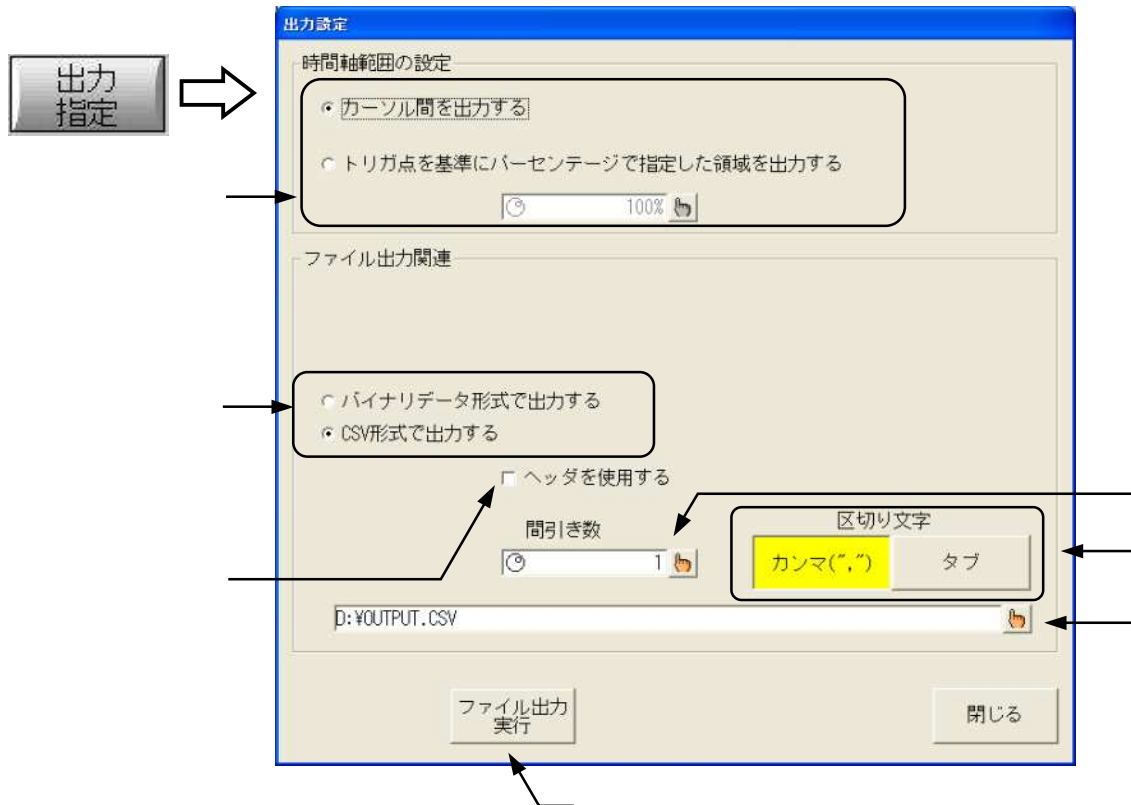 出力設定
出力
指定
時間軸範囲の設定
カーソル間を出力する
トリガ点を基準にパーセンテージで指定した領域を出力する
100%
ファイル出力関連
バイナリデータ形式で出力する
CSV形式で出力する
ヘッダを使用する
間引き数
1
区切り文字
カンマ(",")
タブ
D:¥OUTPUT.CSV
ファイル出力
実行
閉じる